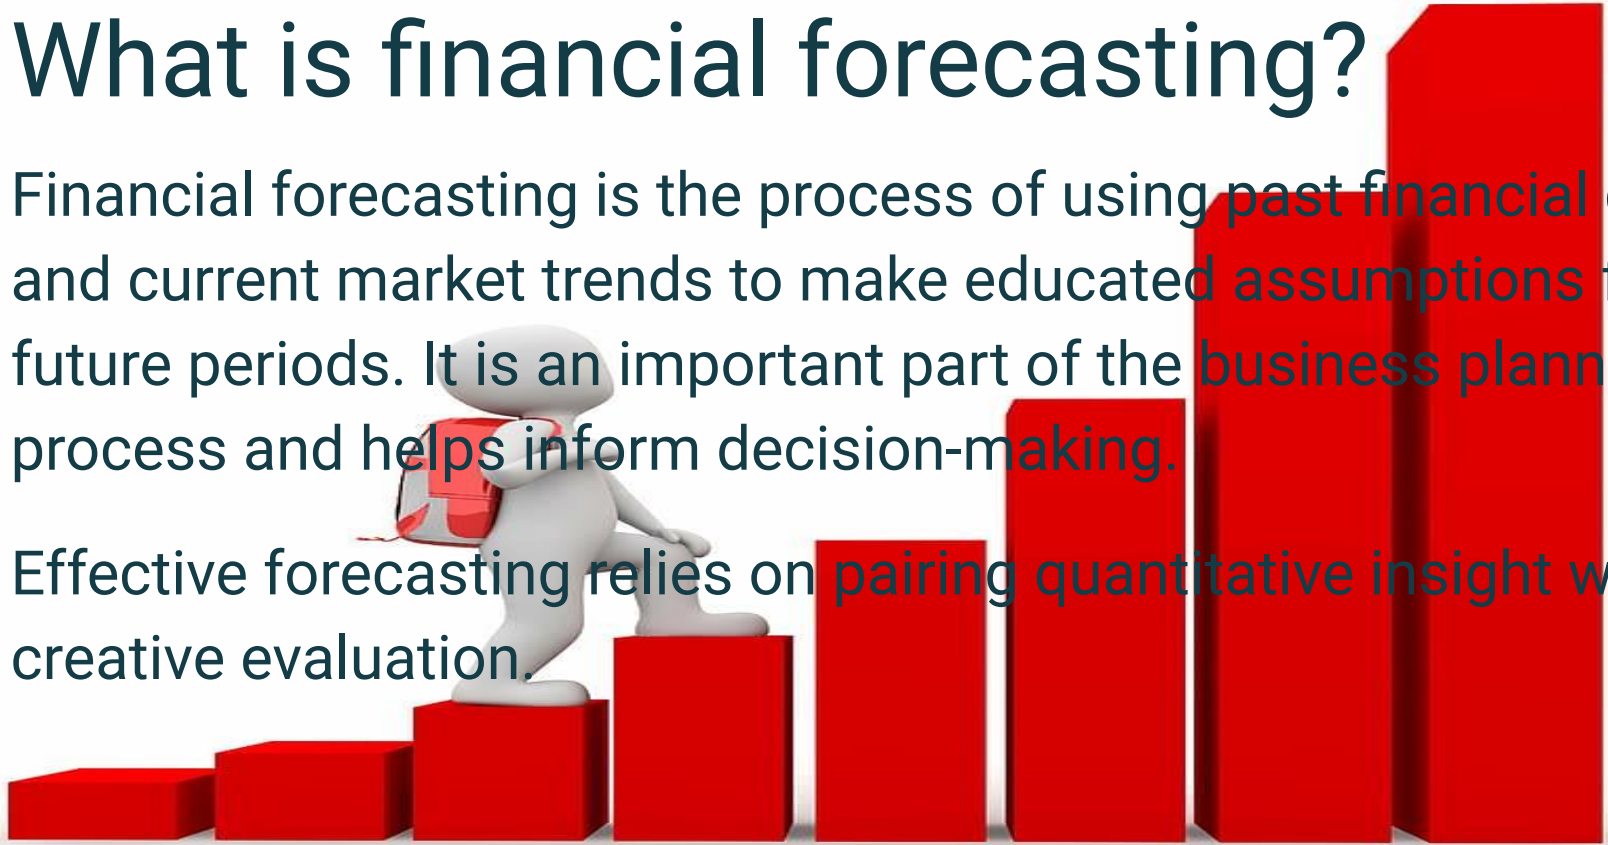 What is financial forecasting?
Financial forecasting is the process of using past financial
and current market trends to make educated assumptions
future periods. It is an important part of the business plann
process and helps inform decision-making.
Effective forecasting relies on pairing quantitative insight w
creative evaluation.